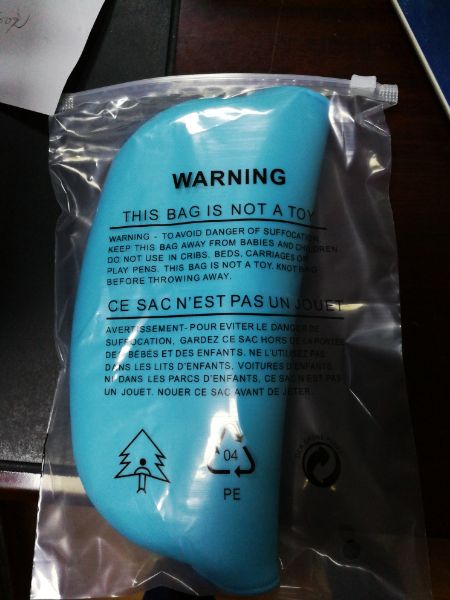 WARNING
THIS BAG IS NOT A TOY
WARNING - TO AVOID DANGER OF SUFFOCATION
KEEP THIS BAG AWAY FROM BABIES AND CHILDREN
DO NOT USE IN CRIBS. BEDS, CARRIAGES OR
PLAY PENS. THIS BAG IS NOT A TOY. KNOT BAG
BEFORE THROWING AWAY.
CE SAC N'EST PAS UN JOUET
AVERTISSEMENT- POUR EVITER LE DANGER DE
SUFFOCATION, GARDEZ CE SAC HORS DE LA PORTEE
DES BÉBÉS ET DES ENFANTS. NE L'UTILISEZ PAS
DANS LES LITS D'ENFANTS, VOITURES D'ENFANTS
NI DANS LES PARCS D'ENFANTS, CE SAC N'EST PAS
UN JOUET. NOUER CE SAC AVANT DE JETER.
04
PE